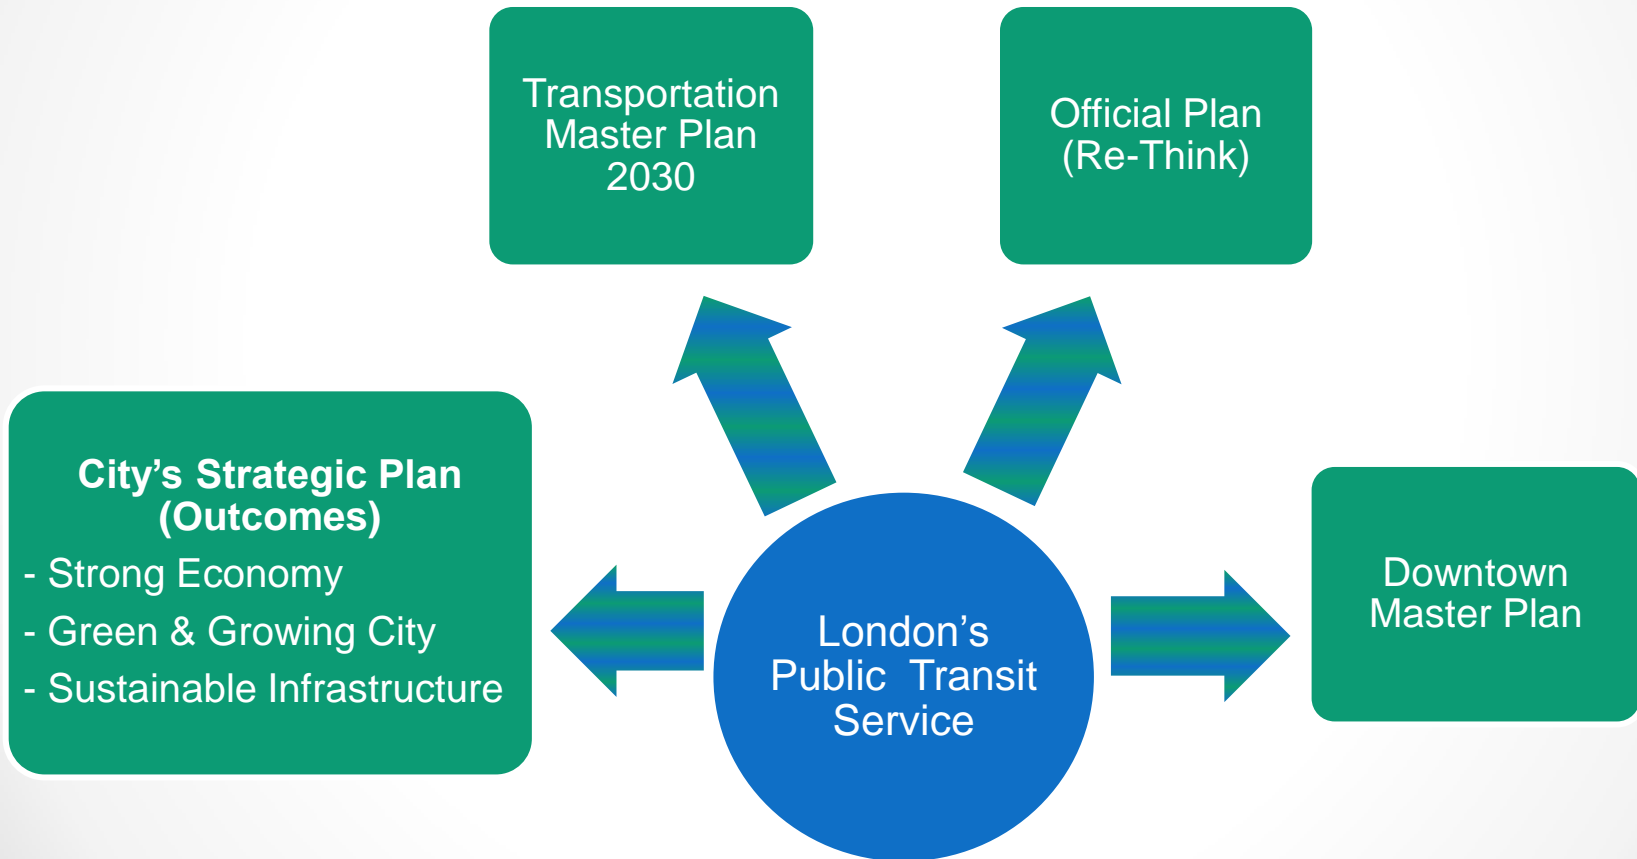 Transportation
Master Plan
2030
Official Plan
(Re-Think)
City’s Strategic Plan
(Outcomes)
- Strong Economy
- Green & Growing City
- Sustainable Infrastructure
London’s
Public Transit
Service
Downtown
Master Plan